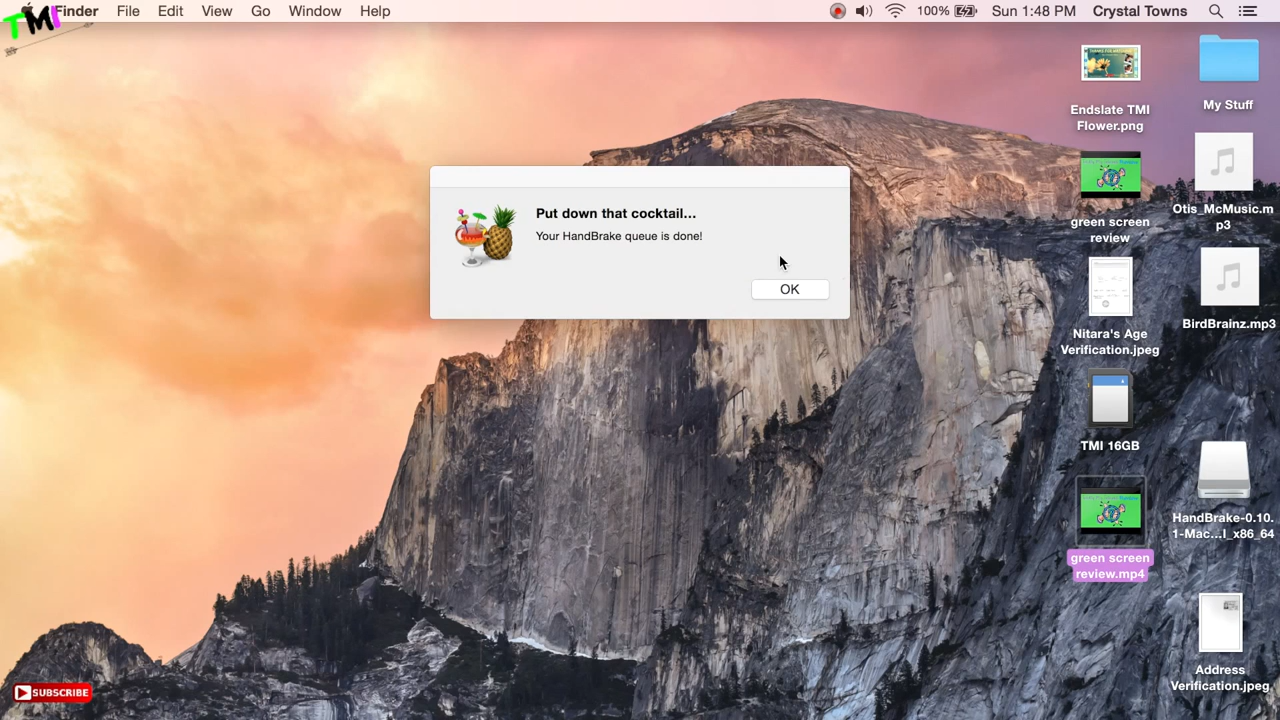 TMI
Finder File Edit View Go Window Help
100% Sun 1:48 PM Crystal Towns
Put down that cocktail...
Your HandBrake queue is done!
OK
Endslate TMI
Flower.png
My Stuff
green screen
review
Otis_McMusic.m
p3
Nitara's Age
Verification.jpeg
BirdBrainz.mp3
TMI 16GB
green screen
review.mp4
HandBrake-0.10.
1-Mac...I_x86_64
Address
Verification.jpeg
SUBSCRIBE